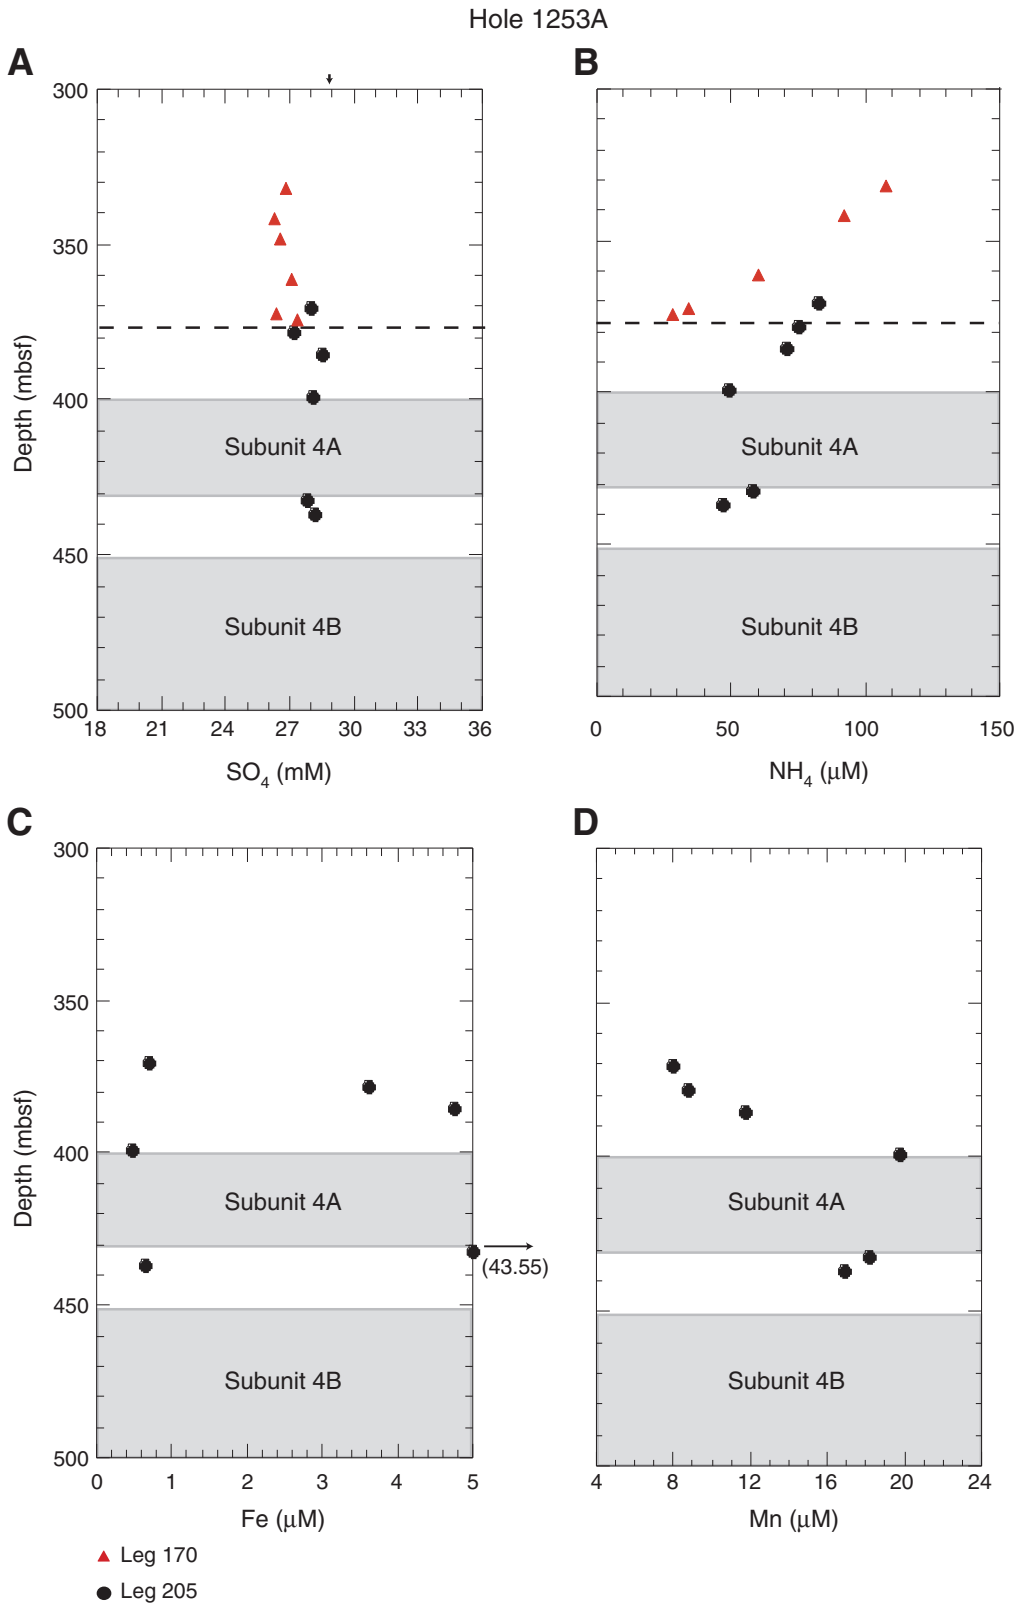 Hole 1253A
A
B
300
350
400
450
500
Depth (mbsf)
Subunit 4A
Subunit 4B
18 21 24 27 30 33 36
SO4 (mM)
Subunit 4A
Subunit 4B
0 50 100 150
NH4 (μM)
C
D
300
350
400
450
500
Depth (mbsf)
Subunit 4A
(43.55)
Subunit 4B
0 1 2 3 4 5
Fe (μM)
Subunit 4A
Subunit 4B
4 8 12 16 20 24
Mn (μM)
Leg 170
Leg 205